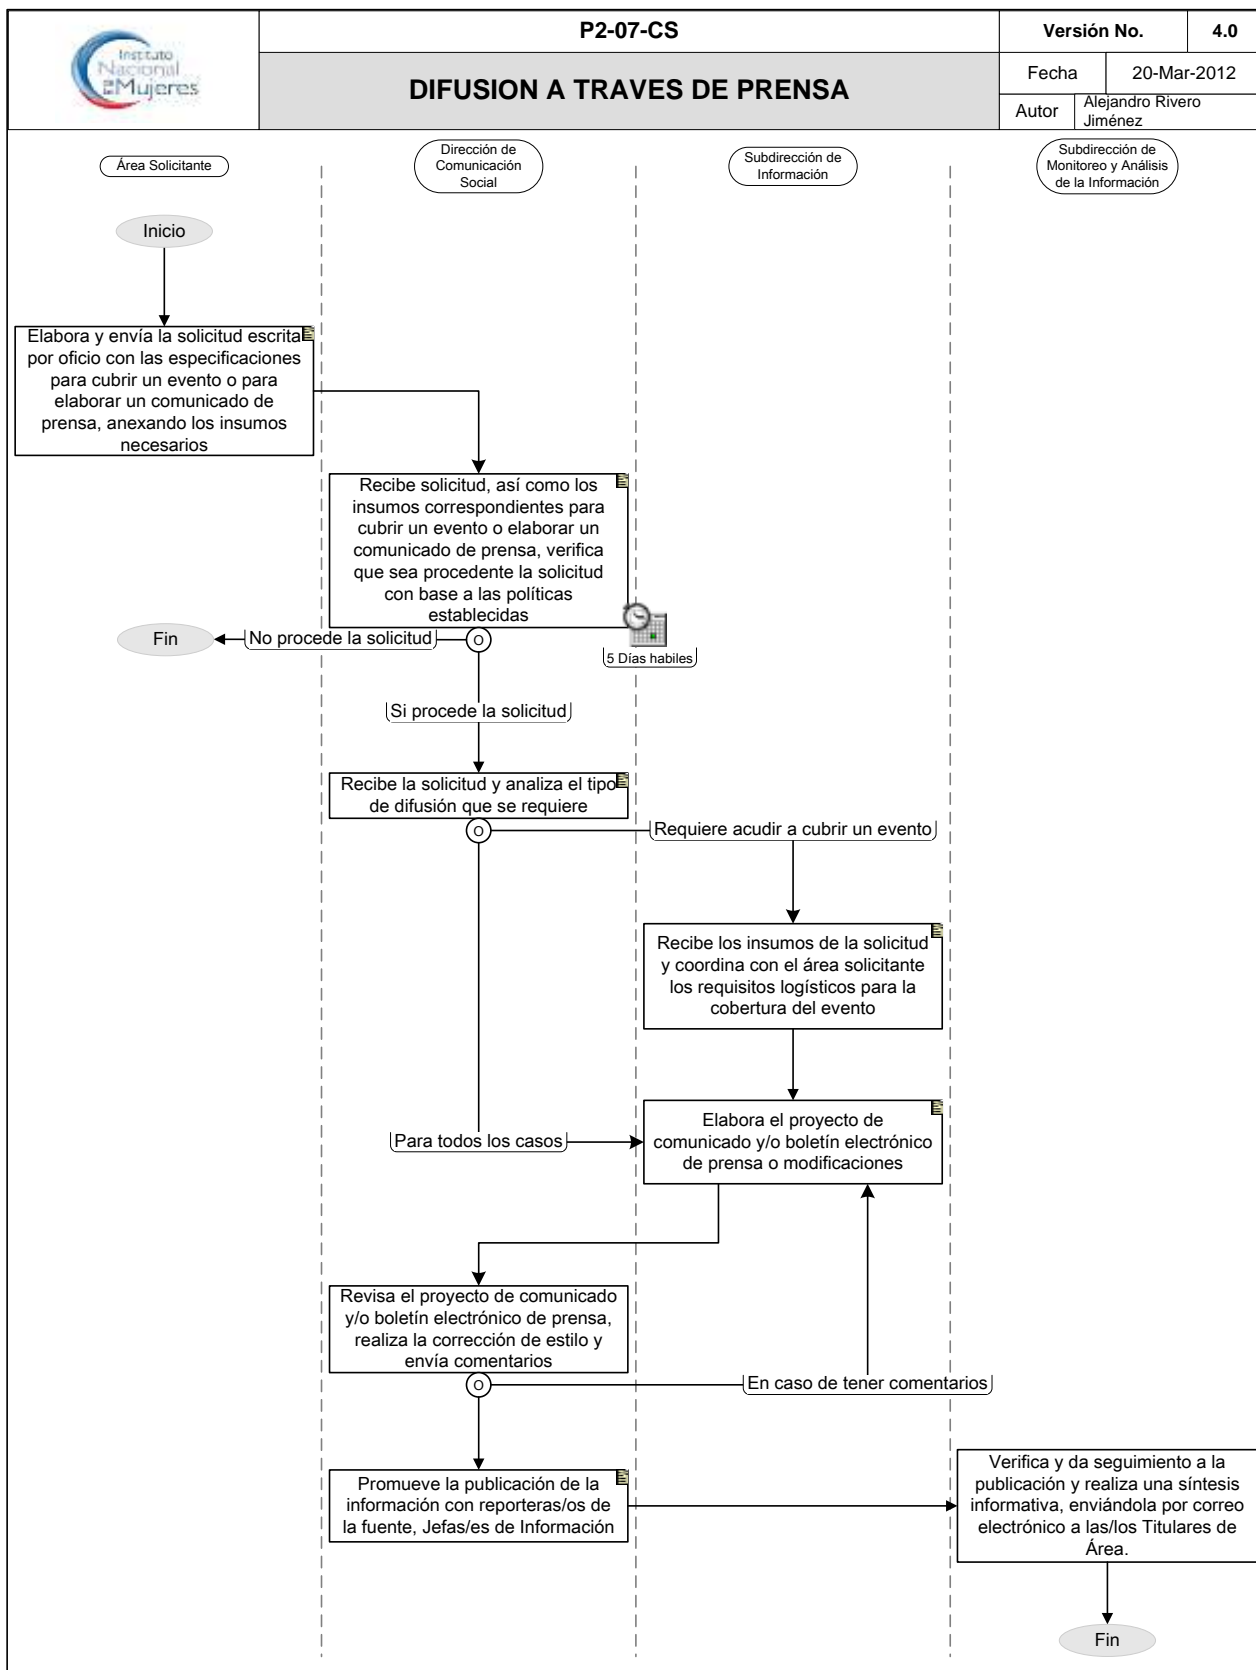 Instituto
Nacional
de las Mujeres
P2-07-CS
DIFUSION A TRAVES DE PRENSA
Versión No.
4.0
Fecha
20-Mar-2012
Autor
Alejandro Rivero
Jiménez
Área Solicitante
Dirección de
Comunicación
Social
Subdirección de
Información
Subdirección de
Monitoreo y Análisis
de la Información
Inicio
Elabora y envía la solicitud escrita
por oficio con las especificaciones
para cubrir un evento o para
elaborar un comunicado de
prensa, anexando los insumos
necesarios
Recibe solicitud, así como los
insumos correspondientes para
cubrir un evento o elaborar un
comunicado de prensa, verifica
que sea procedente la solicitud
con base a las políticas
establecidas
5 Días habiles
O
No procede la solicitud
Fin
Si procede la solicitud
Recibe la solicitud y analiza el tipo
de difusión que se requiere
O
Requiere acudir a cubrir un evento
Recibe los insumos de la solicitud
y coordina con el área solicitante
los requisitos logísticos para la
cobertura del evento
Para todos los casos
Elabora el proyecto de
comunicado y/o boletín electrónico
de prensa o modificaciones
Revisa el proyecto de comunicado
y/o boletín electrónico de prensa,
realiza la corrección de estilo y
envía comentarios
O
En caso de tener comentarios
Promueve la publicación de la
información con reporteras/os de
la fuente, Jefas/es de Información
Verifica y da seguimiento a la
publicación y realiza una síntesis
informativa, enviándola por correo
electrónico a las/los Titulares de
Área.
Fin